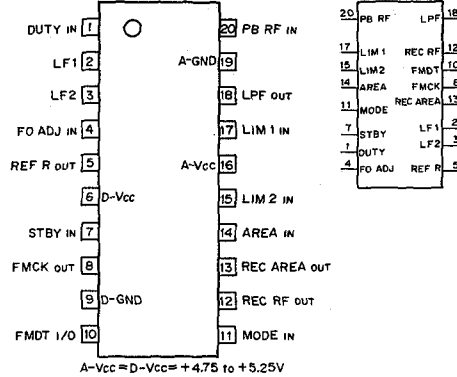 DUTY IN 1
LF1 2
LF2 3
FO ADJ IN 4
REF R OUT 5
6 D-Vcc
STBY IN 7
FMCK OUT 8
9 D-GND
FMDT I/O 10
20 PB RF IN
A-GND 19
18 LPF OUT
17 LIM 1 IN
A-Vcc 16
15 LIM 2 IN
14 AREA IN
13 REC AREA OUT
12 REC RF OUT
11 MODE IN
A-Vcc=D-Vcc=+4.75 to +5.25V
20 PB RF LPF 18
17 LIM 1 REC RF 12
15 LIM2 FMDT 10
14 AREA FMCK 8
11 MODE REC AREA 13
7 STBY LF1 2
1 DUTY LF2 3
4 FO ADJ REF R 5